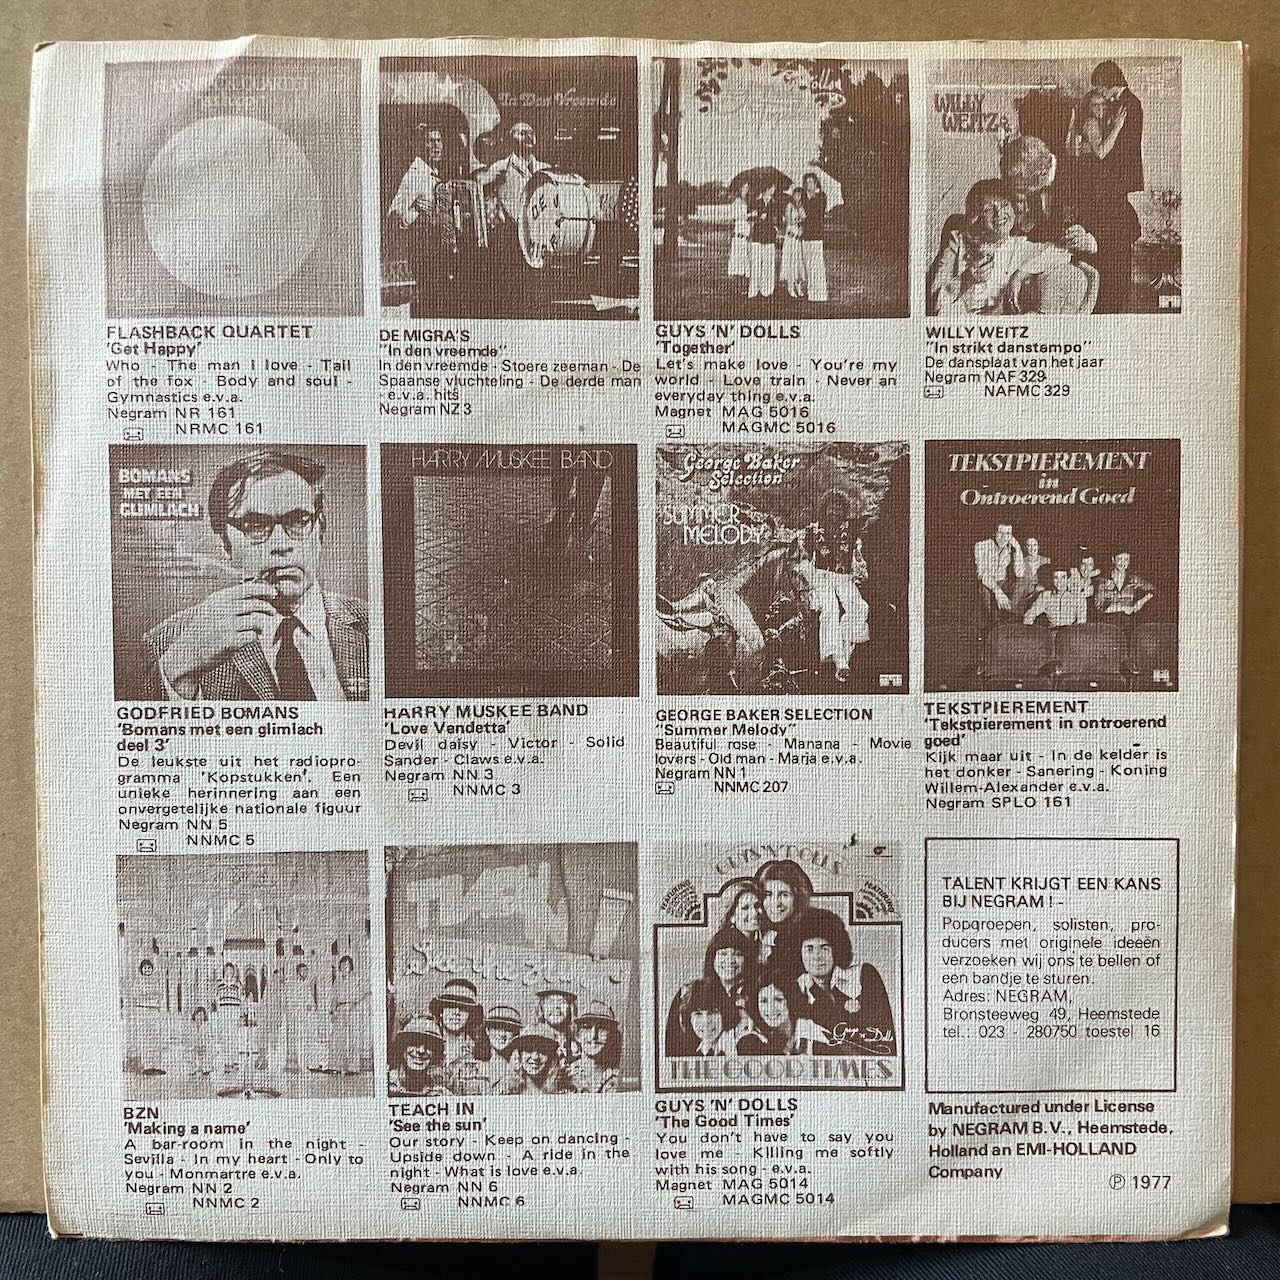 FLASHBACK QUARTET
'Get Happy'
Who - The man I love - Tail
of the fox - Body and soul -
Gymnastics e.v.a.
Negram NR 161
NRMC 161
In Den Vreemde
DE MIGRA'S
"In den vreemde"
In den vreemde - Stoere zeeman - De
Spaanse vluchteling - De derde man
- e.v.a. hits
Negram NZ 3
GUYS 'N' DOLLS
'Together'
Let's make love - You're my
world - Love train - Never an
everyday thing e.v.a.
Magnet MAG 5016
MAGMC 5016
WILLY
WEITZ
WILLY WEITZ
"In strikt danstempo"
De dansplaat van het jaar
Negram NAF 329
NAFMC 329
BOMANS
MET EEN
GLIMLACH
GODFRIED BOMANS
'Bomans met een glimlach
deel 3'
De leukste uit het radiopro-
gramma 'Kopstukken'. Een
unieke herinnering aan een
onvergetelijke nationale figuur
Negram NN 5
NNMC 5
HARRY MUSKEE BAND
HARRY MUSKEE BAND
'Love Vendetta'
Devil daisy - Victor - Solid
Sander - Claws e.v.a.
Negram NN 3
NNMC 3
George Baker
Selection
SUMMER
MELODY
GEORGE BAKER SELECTION
"Summer Melody"
Beautiful rose - Manana - Movie
lovers - Old man - Marja e.v.a.
Negram NN 1
NNMC 207
TEKSTPIEREMENT
in
Ontroerend Goed
TEKSTPIEREMENT
'Tekstpierement in ontroerend
goed'
Kijk maar uit - In de kelder is
het donker - Sanering - Koning
Willem-Alexander e.v.a.
Negram SPLO 161
BZN
'Making a name'
A bar-room in the night -
Sevilla - In my heart - Only to
you - Monmartre e.v.a.
Negram NN 2
NNMC 2
TEACH IN
'See the sun'
Our story - Keep on dancing -
Upside down - A ride in the
night - What is love e.v.a.
Negram NN 6
NNMC 6
GUYS 'N' DOLLS
FEATURING
FEATURING
Guys n Dolls
THE GOOD TIMES
GUYS 'N' DOLLS
'The Good Times'
You don't have to say you
love me - Killing me softly
with his song - e.v.a.
Magnet MAG 5014
MAGMC 5014
TALENT KRIJGT EEN KANS
BIJ NEGRAM ! -
Popgroepen, solisten, pro-
ducers met originele ideeën
verzoeken wij ons te bellen of
een bandje te sturen.
Adres: NEGRAM,
Bronsteeweg 49, Heemstede
tel.: 023 - 280750 toestel 16
Manufactured under License
by NEGRAM B.V., Heemstede,
Holland an EMI-HOLLAND
Company
℗ 1977